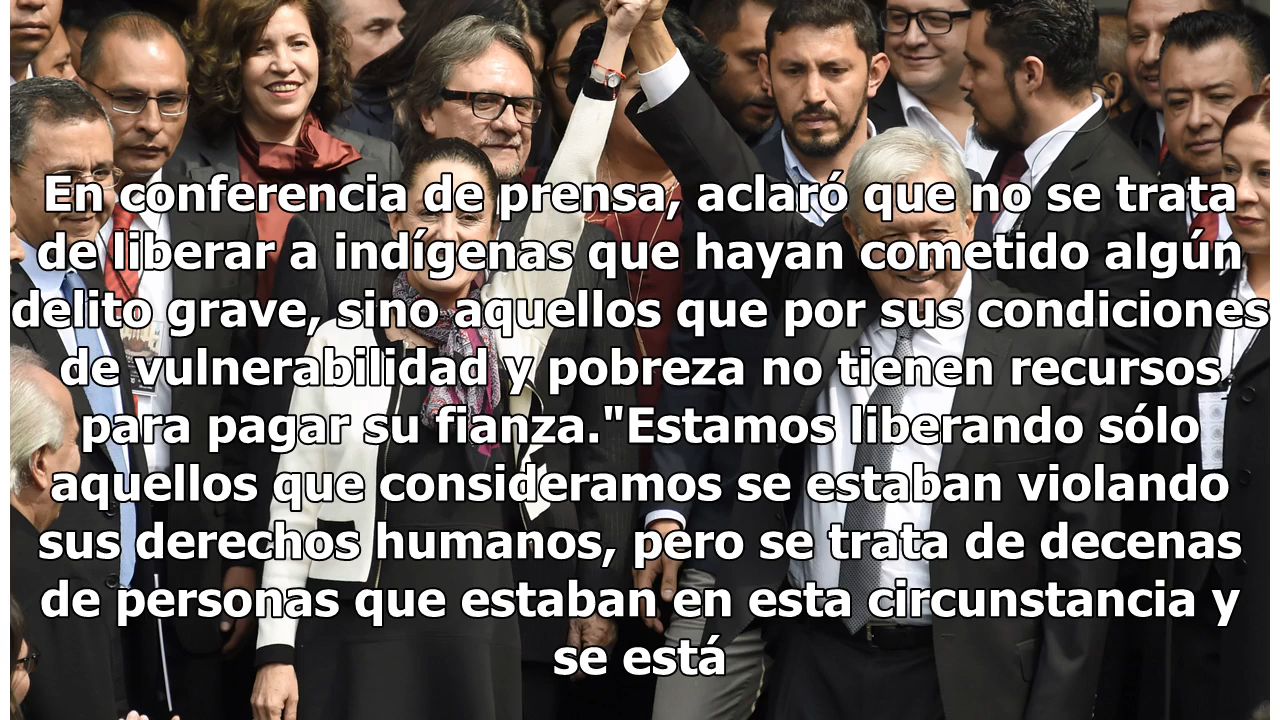 En conferencia de prensa, aclaró que no se trata
de liberar a indígenas que hayan cometido algún
delito grave, sino aquellos que por sus condiciones
de vulnerabilidad y pobreza no tienen recursos
para pagar su fianza."Estamos liberando sólo
aquellos que consideramos se estaban violando
sus derechos humanos, pero se trata de decenas
de personas que estaban en esta circunstancia y
se está